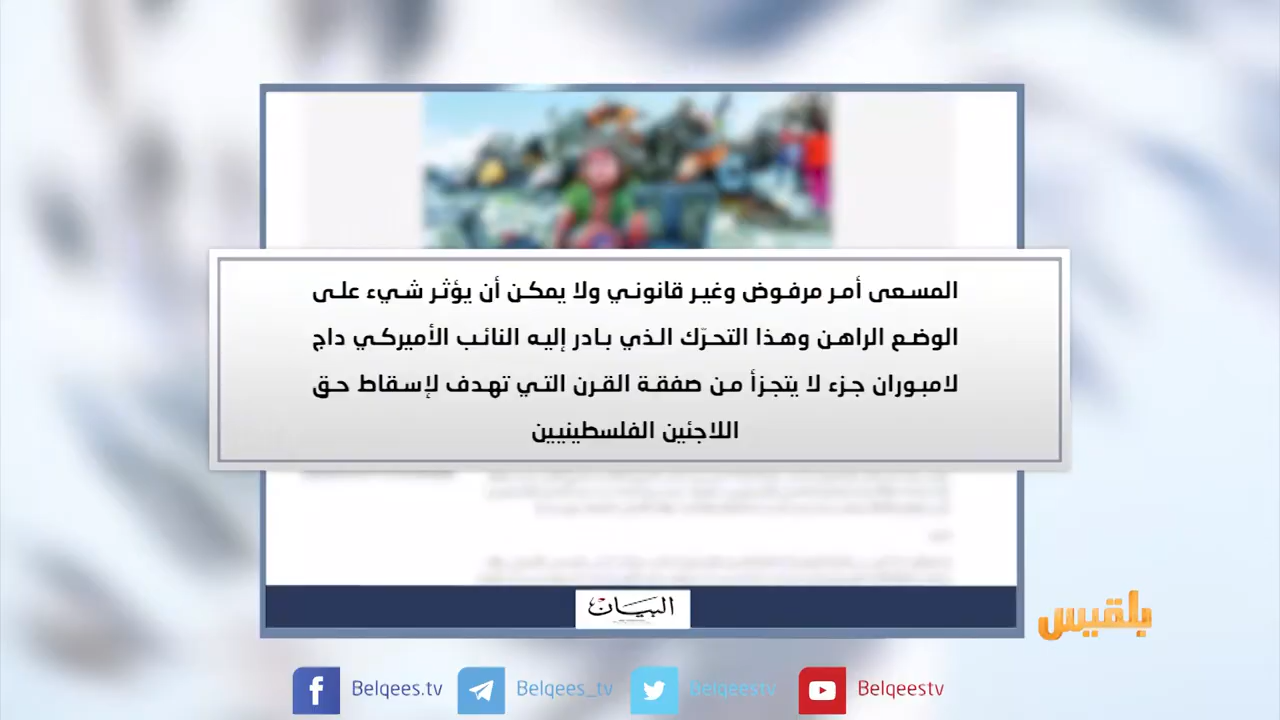 المسعى أمر مرفوض وغير قانوني ولا يمكن أن يؤثر شيء على
الوضع الراهن وهذا التحرّك الذي بادر إليه النائب الأميركي داج
لامبوران جزء لا يتجزأ من صفقة القرن التي تهدف لإسقاط حق
اللاجئين الفلسطينيين
البيان
بلقيس
Belqees.tv
Belqees_tv
Belqeestv
Belqeestv